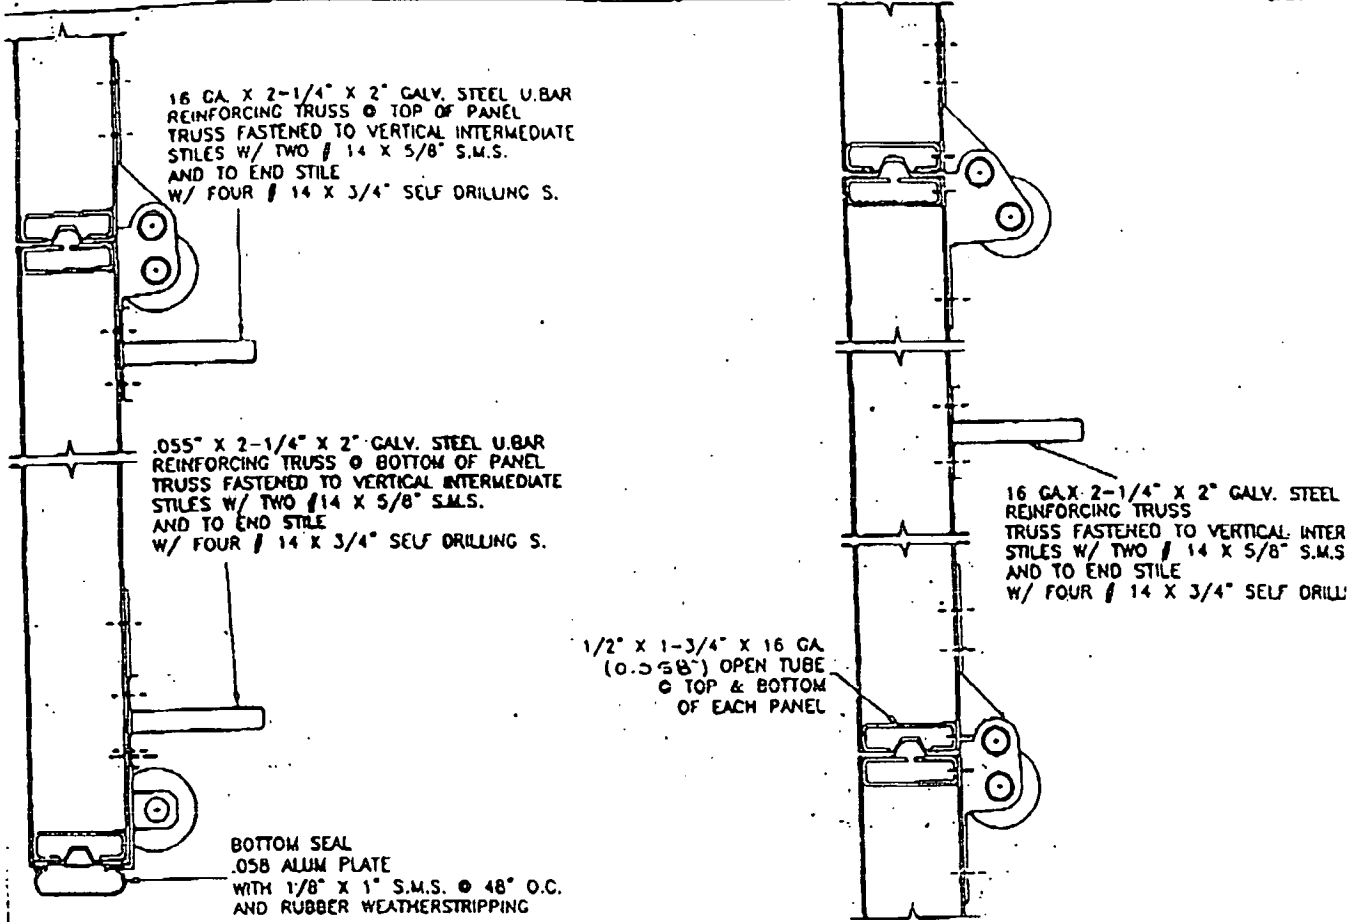 16 GA. X 2-1/4" X 2" GALV. STEEL U.BAR
REINFORCING TRUSS @ TOP OF PANEL
TRUSS FASTENED TO VERTICAL INTERMEDIATE
STILES W/ TWO # 14 X 5/8" S.M.S.
AND TO END STILE
W/ FOUR # 14 X 3/4" SELF DRILLING S.
.055" X 2-1/4" X 2" GALV. STEEL U.BAR
REINFORCING TRUSS @ BOTTOM OF PANEL
TRUSS FASTENED TO VERTICAL INTERMEDIATE
STILES W/ TWO #14 X 5/8" S.M.S.
AND TO END STILE
W/ FOUR # 14 X 3/4" SELF DRILLING S.
BOTTOM SEAL
.058 ALUM PLATE
WITH 1/8" X 1" S.M.S. @ 48" O.C.
AND RUBBER WEATHERSTRIPPING
16 GA.X 2-1/4" X 2" GALV. STEEL
REINFORCING TRUSS
TRUSS FASTENED TO VERTICAL INTER
STILES W/ TWO # 14 X 5/8" S.M.S
AND TO END STILE
W/ FOUR # 14 X 3/4" SELF DRILL
1/2" X 1-3/4" X 16 GA.
OPEN TUBE
@ TOP & BOTTOM
OF EACH PANEL